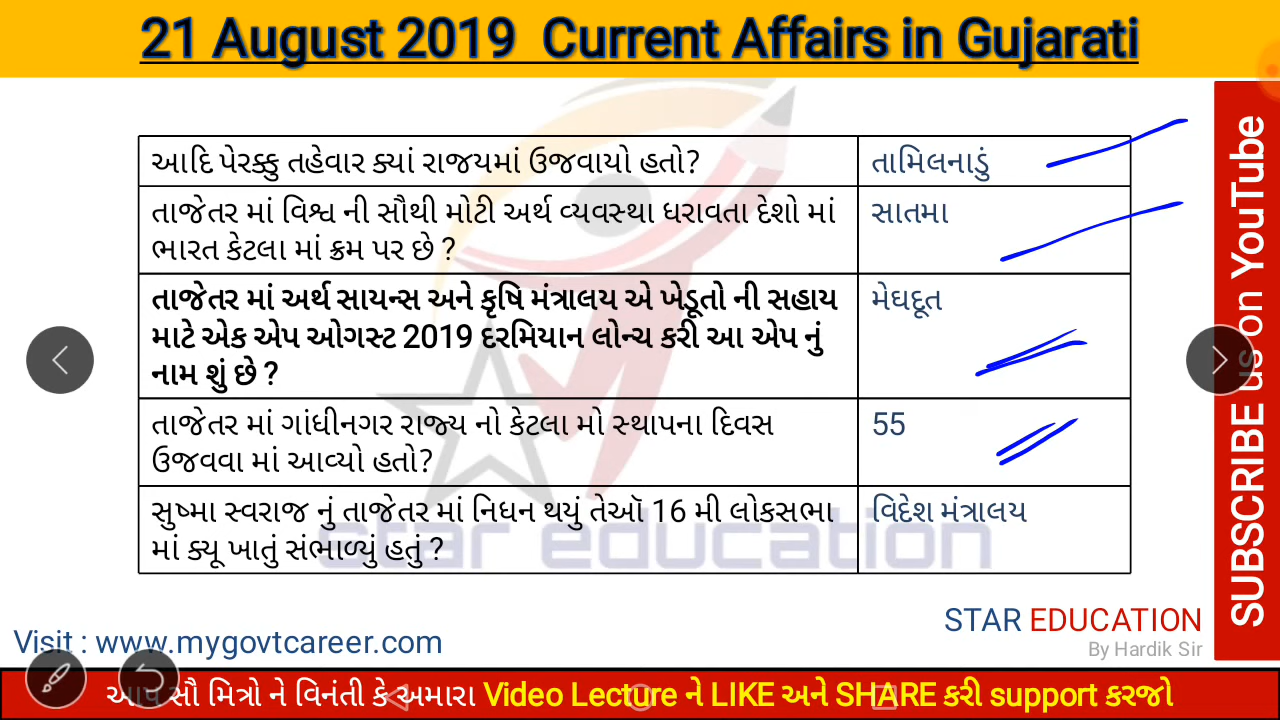 21 August 2019 Current Affairs in Gujarati
આદિ પેરક્કુ તહેવાર ક્યાં રાજયમાં ઉજવાયો હતો?
તામિલનાડું
તાજેતર માં વિશ્વ ની સૌથી મોટી અર્થ વ્યવસ્થા ધરાવતા દેશો માં
ભારત કેટલા માં ક્રમ પર છે ?
સાતમા
તાજેતર માં અર્થ સાયન્સ અને કૃષિ મંત્રાલય એ ખેડૂતો ની સહાય
માટે એક એપ ઓગસ્ટ 2019 દરમિયાન લોન્ચ કરી આ એપ નું
નામ શું છે ?
મેઘદૂત
તાજેતર માં ગાંધીનગર રાજ્ય નો કેટલા મો સ્થાપના દિવસ
ઉજવવા માં આવ્યો હતો?
55
સુષ્મા સ્વરાજ નું તાજેતર માં નિધન થયું તેઑ 16 મી લોકસભા
માં ક્યૂ ખાતું સંભાળ્યું હતું ?
વિદેશ મંત્રાલય
star education
SUBSCRIBE us on YouTube
STAR EDUCATION
By Hardik Sir
Visit : www.mygovtcareer.com
આપ સૌ મિત્રો ને વિનંતી કે અમારા Video Lecture ને LIKE અને SHARE કરી support કરજો